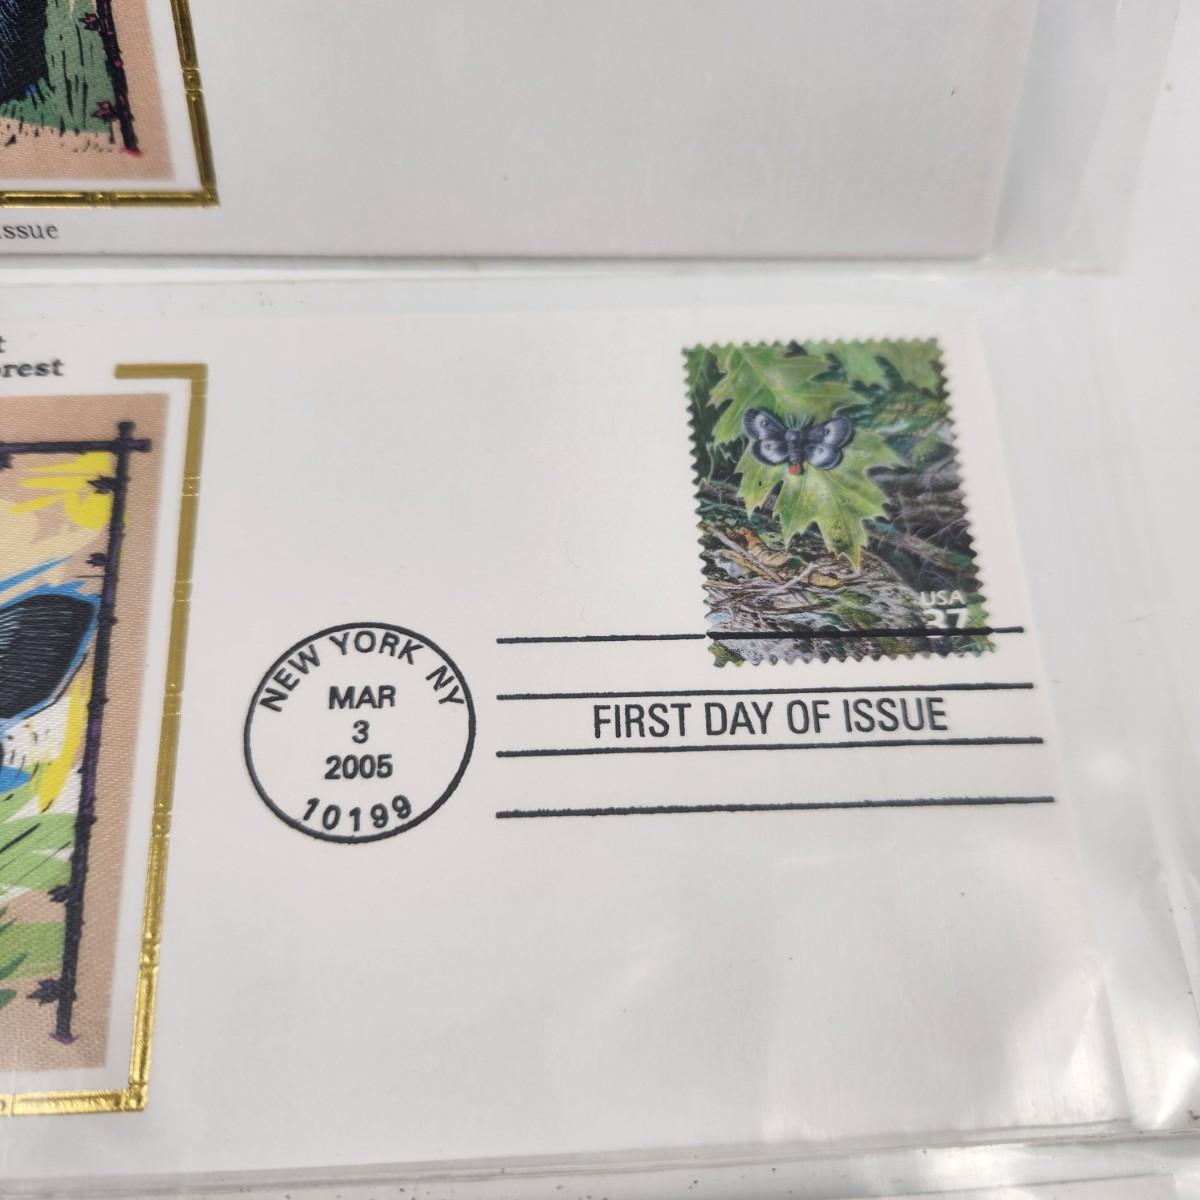 issue
t
orest
USA
37
NEW YORK NY
MAR
3
2005
10199
FIRST DAY OF ISSUE